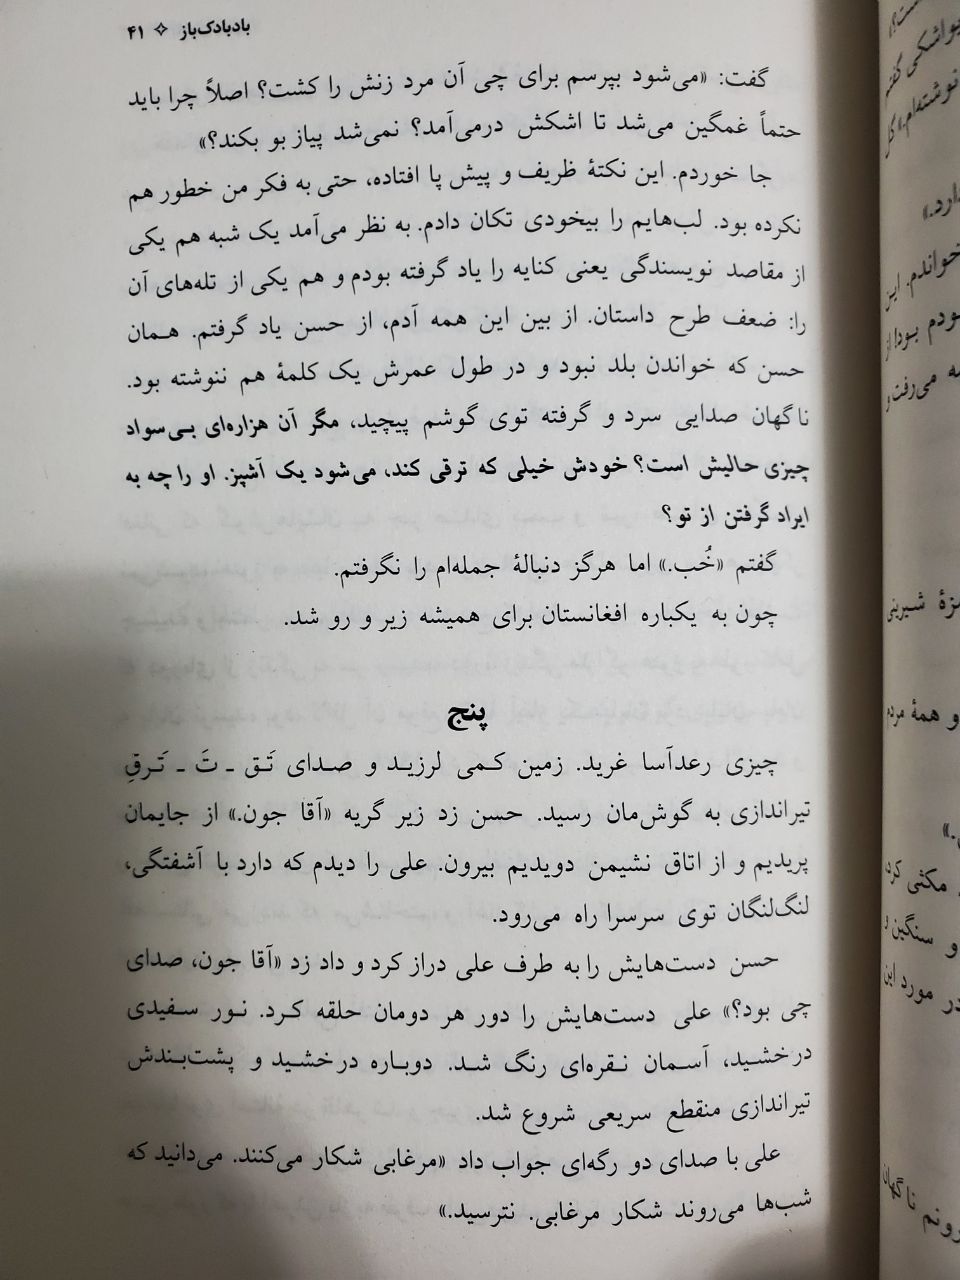 بادبادک‌باز ✧ ۴۱
گفت: «می‌شود بپرسم برای چی آن مرد زنش را کشت؟ اصلاً چرا باید
حتماً غمگین می‌شد تا اشکش درمی‌آمد؟ نمی‌شد پیاز بو بکند؟»
جا خوردم. این نکتهٔ ظریف و پیش پا افتاده، حتی به فکر من خطور هم
نکرده بود. لب‌هایم را بیخودی تکان دادم. به نظر می‌آمد یک شبه هم یکی
از مقاصد نویسندگی یعنی کنایه را یاد گرفته بودم و هم یکی از تله‌های آن
را: ضعف طرح داستان. از بین این همه آدم، از حسن یاد گرفتم. همان
حسن که خواندن بلد نبود و در طول عمرش یک کلمهٔ هم ننوشته بود.
ناگهان صدایی سرد و گرفته توی گوشم پیچید، مگر آن هزاره‌ای بی‌سواد
چیزی حالیش است؟ خودش خیلی که ترقی کند، می‌شود یک آشپز. او را چه به
ایراد گرفتن از تو؟
گفتم «خُب.» اما هرگز دنبالهٔ جمله‌ام را نگرفتم.
چون به یکباره افغانستان برای همیشه زیر و رو شد.
پنج
چیزی رعدآسا غرید. زمین کمی لرزید و صدای تَق ـ تَ ـ تَرقِ
تیراندازی به گوش‌مان رسید. حسن زد زیر گریه «آقا جون.» از جایمان
پریدیم و از اتاق نشیمن دویدیم بیرون. علی را دیدم که دارد با آشفتگی،
لنگ‌لنگان توی سرسرا راه می‌رود.
حسن دست‌هایش را به طرف علی دراز کرد و داد زد «آقا جون، صدای
چی بود؟» علی دست‌هایش را دور هر دومان حلقه کرد. نور سفیدی
درخشید، آسمان نقره‌ای رنگ شد. دوباره درخشید و پشت‌بندش
تیراندازی منقطع سریعی شروع شد.
علی با صدای دو رگه‌ای جواب داد «مرغابی شکار می‌کنند. می‌دانید که
شب‌ها می‌روند شکار مرغابی. نترسید.»